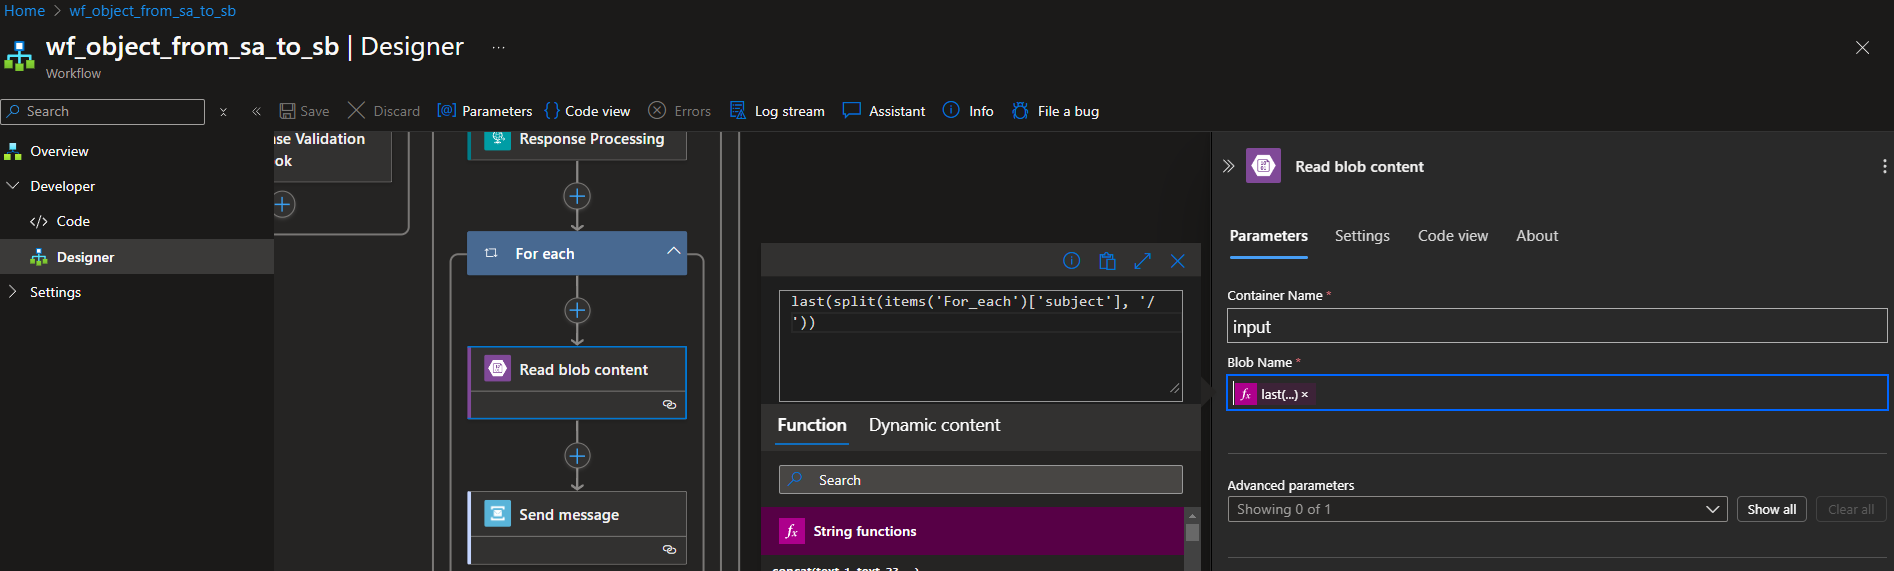 Home > wf_object_from_sa_to_sb
wf_object_from_sa_to_sb | Designer ...
Workflow
Search
Save Discard Parameters Code view Errors Log stream Assistant Info File a bug
Overview
Developer
Code
Designer
Settings
Validation
Response Processing
For each
Read blob content
Send message
last(split(items('For_each')['subject'], '/
'))
Function Dynamic content
Search
String functions
Read blob content
Parameters Settings Code view About
Container Name *
input
Blob Name *
fx last(...) ×
Advanced parameters
Showing 0 of 1 Show all Clear all